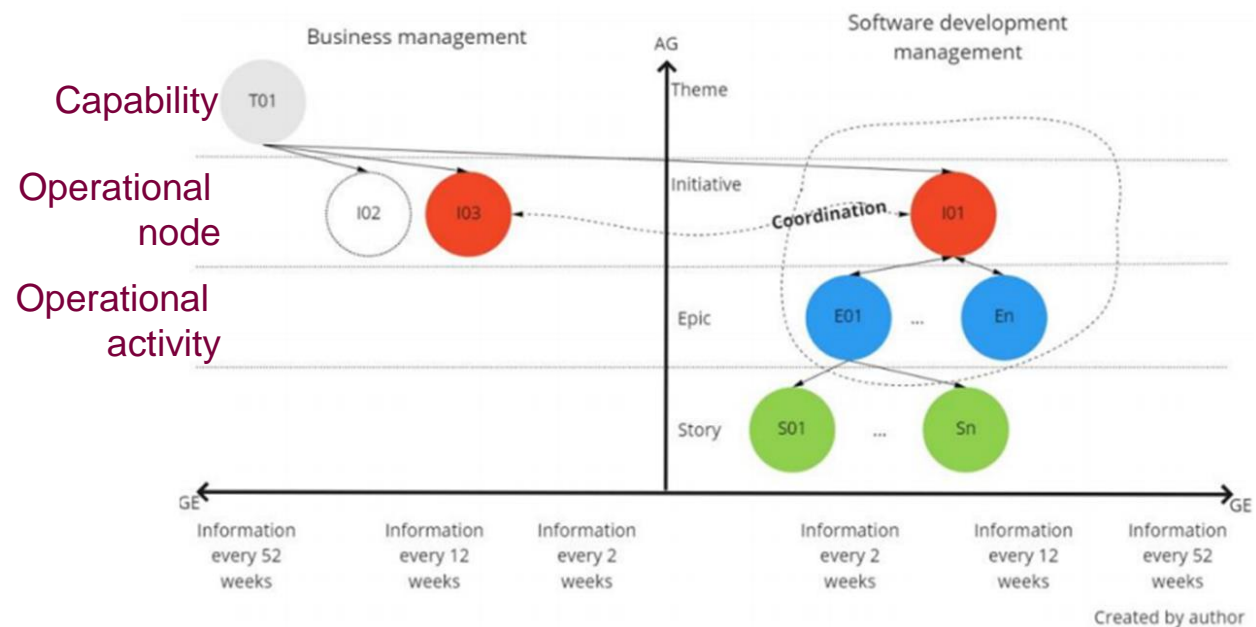 Business management
Software development
management
AG
Capability
T01
Theme
Operational
node
I02
I03
Initiative
Coordination
I01
Operational
activity
Epic
E01
...
En
Story
S01
...
Sn
GE
GE
Information
every 52
weeks
Information
every 12
weeks
Information
every 2
weeks
Information
every 2
weeks
Information
every 12
weeks
Information
every 52
weeks
Created by author